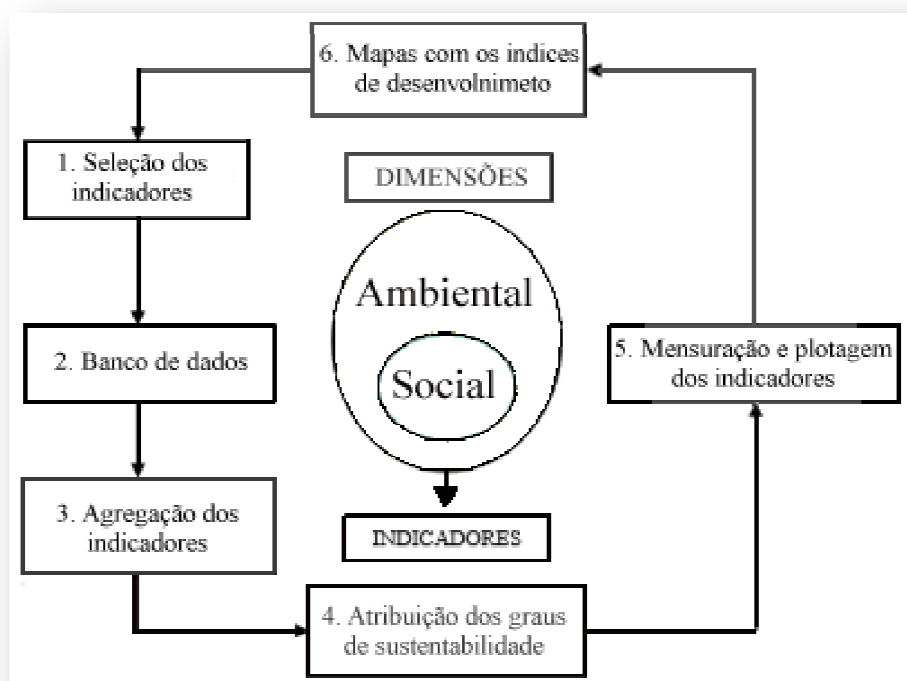 6. Mapas com os indices
de desenvolnimeto
1. Seleção dos
indicadores
DIMENSÕES
Ambiental
Social
2. Banco de dados
5. Mensuração e plotagem
dos indicadores
3. Agregação dos
indicadores
INDICADORES
4. Atribuição dos graus
de sustentabilidade